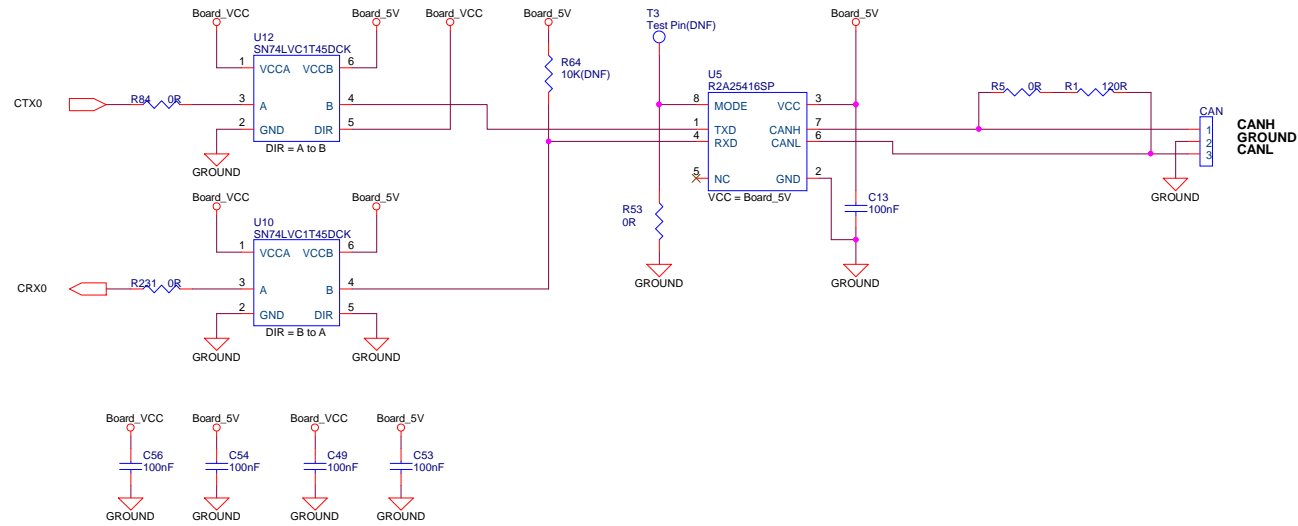 Board_VCC
Board_5V
Board_VCC
Board_5V
T3
Test Pin(DNF)
Board_5V
U12
SN74LVC1T45DCK
1 VCCA VCCB 6
CTX0
R84 0R
3 A B 4
2 GND DIR 5
DIR = A to B
GROUND
R64
10K(DNF)
U5
R2A25416SP
8 MODE VCC 3
1 TXD CANH 7
4 RXD CANL 6
5 NC GND 2
VCC = Board_5V
R5 0R
R1 120R
CAN
1
2
3
CANH
GROUND
CANL
GROUND
Board_VCC
Board_5V
U10
SN74LVC1T45DCK
1 VCCA VCCB 6
CRX0
R231 0R
3 A B 4
2 GND DIR 5
DIR = B to A
GROUND
GROUND
R53
0R
GROUND
C13
100nF
GROUND
Board_VCC
C56
100nF
GROUND
Board_5V
C54
100nF
GROUND
Board_VCC
C49
100nF
GROUND
Board_5V
C53
100nF
GROUND